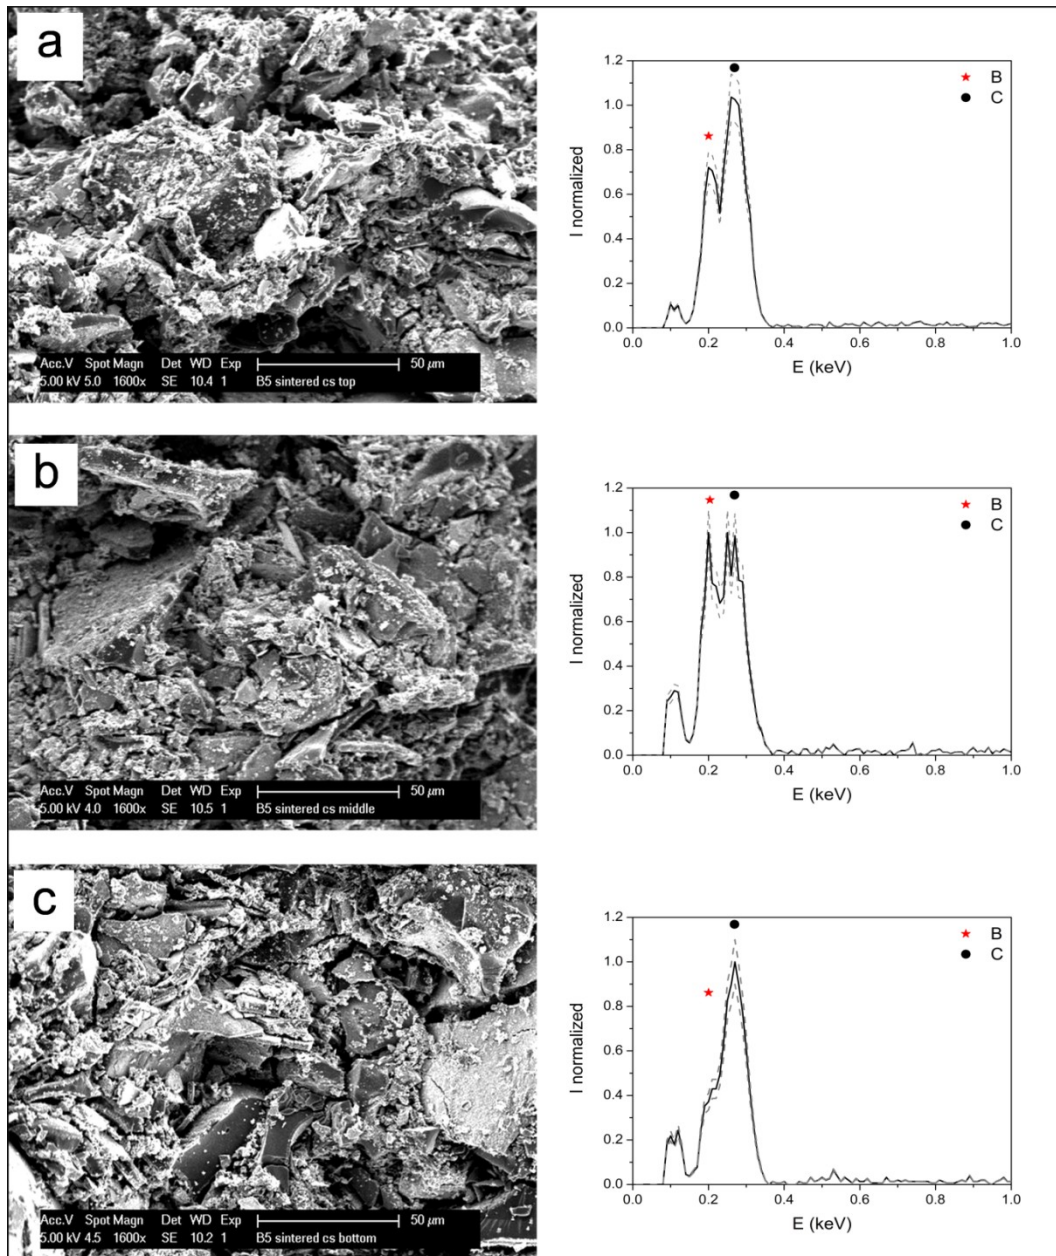 a
Acc.V Spot Magn Det WD Exp 50 µm
5.00 kV 5.0 1600x SE 10.4 1 B5 sintered cs top
I normalized
1.2
1.0
0.8
0.6
0.4
0.2
0.0
B
C
0.0 0.2 0.4 0.6 0.8 1.0
E (keV)
b
Acc.V Spot Magn Det WD Exp 50 µm
5.00 kV 4.0 1600x SE 10.5 1 B5 sintered cs middle
I normalized
1.2
1.0
0.8
0.6
0.4
0.2
0.0
B
C
0.0 0.2 0.4 0.6 0.8 1.0
E (keV)
c
Acc.V Spot Magn Det WD Exp 50 µm
5.00 kV 4.5 1600x SE 10.2 1 B5 sintered cs bottom
I normalized
1.2
1.0
0.8
0.6
0.4
0.2
0.0
B
C
0.0 0.2 0.4 0.6 0.8 1.0
E (keV)